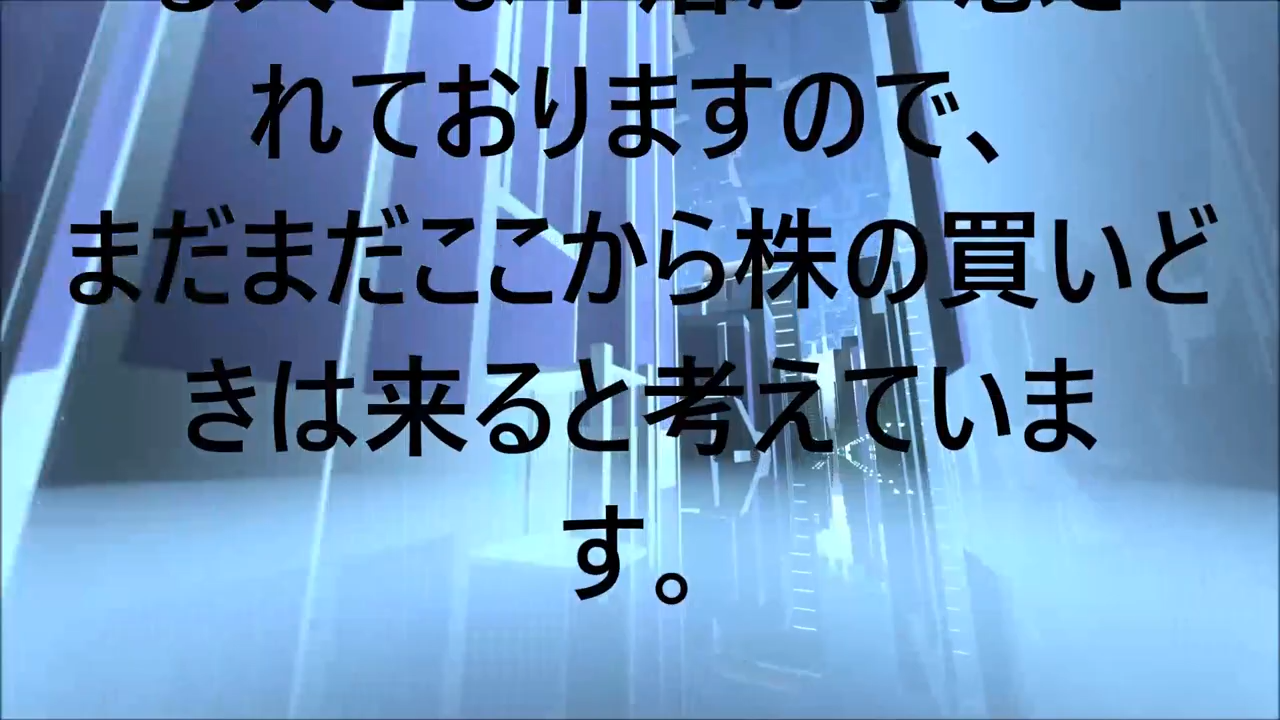 れておりますので、
まだまだここから株の買いど
きは来ると考えていま
す。